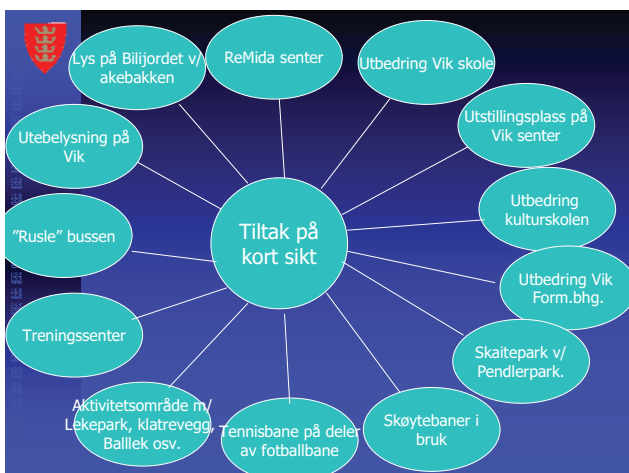 Lys på Bilijordet v/
akebakken
ReMida senter
Utbedring Vik skole
Utstillingsplass på
Vik senter
Utebelysning på
Vik
Utbedring
kulturskolen
"Rusle" bussen
Tiltak på
kort sikt
Utbedring Vik
Form.bhg.
Treningssenter
Skaitepark v/
Pendlerpark.
Aktivitetsområde m/
Lekepark, klatrevegg,
Balllek osv.
Tennisbane på deler
av fotballbane
Skøytebaner i
bruk